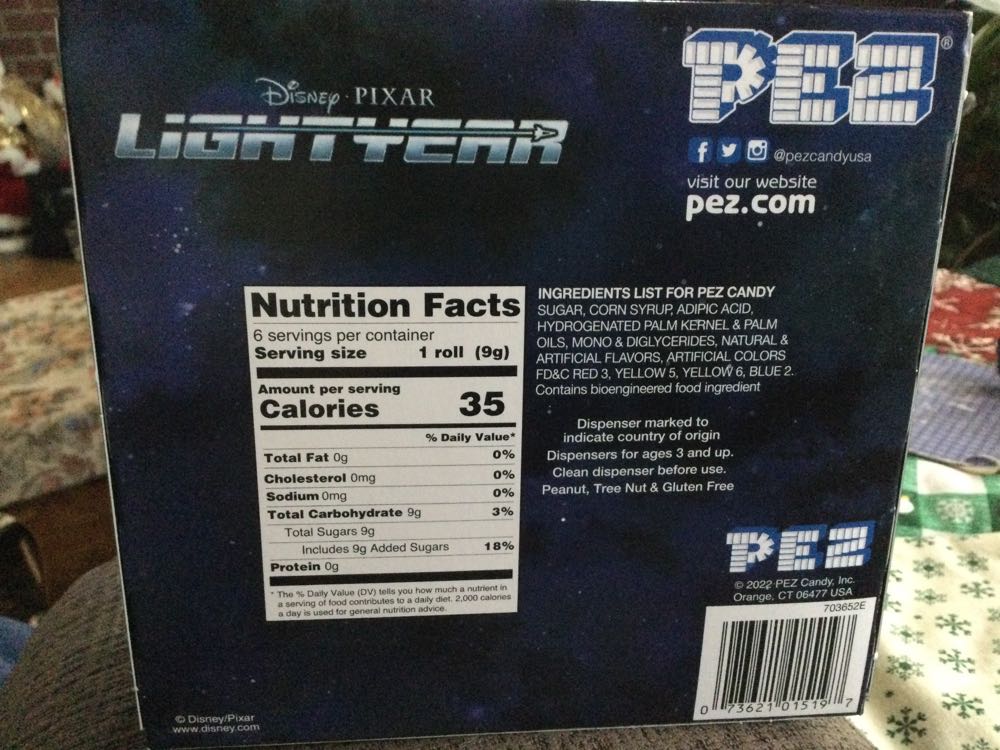 Disney · PIXAR
LIGHTYEAR
PEZ®
@pezcandyusa
visit our website
pez.com
Nutrition Facts
6 servings per container
Serving size 1 roll (9g)
Amount per serving
Calories 35
% Daily Value*
Total Fat 0g 0%
Cholesterol 0mg 0%
Sodium 0mg 0%
Total Carbohydrate 9g 3%
Total Sugars 9g
Includes 9g Added Sugars 18%
Protein 0g
* The % Daily Value (DV) tells you how much a nutrient in
a serving of food contributes to a daily diet. 2,000 calories
a day is used for general nutrition advice.
INGREDIENTS LIST FOR PEZ CANDY
SUGAR, CORN SYRUP, ADIPIC ACID,
HYDROGENATED PALM KERNEL & PALM
OILS, MONO & DIGLYCERIDES, NATURAL &
ARTIFICIAL FLAVORS, ARTIFICIAL COLORS
FD&C RED 3, YELLOW 5, YELLOW 6, BLUE 2.
Contains bioengineered food ingredient
Dispenser marked to
indicate country of origin
Dispensers for ages 3 and up.
Clean dispenser before use.
Peanut, Tree Nut & Gluten Free
PEZ
© 2022 PEZ Candy, Inc.
Orange, CT 06477 USA
703652E
0 73621 01519 7
© Disney/Pixar
www.disney.com